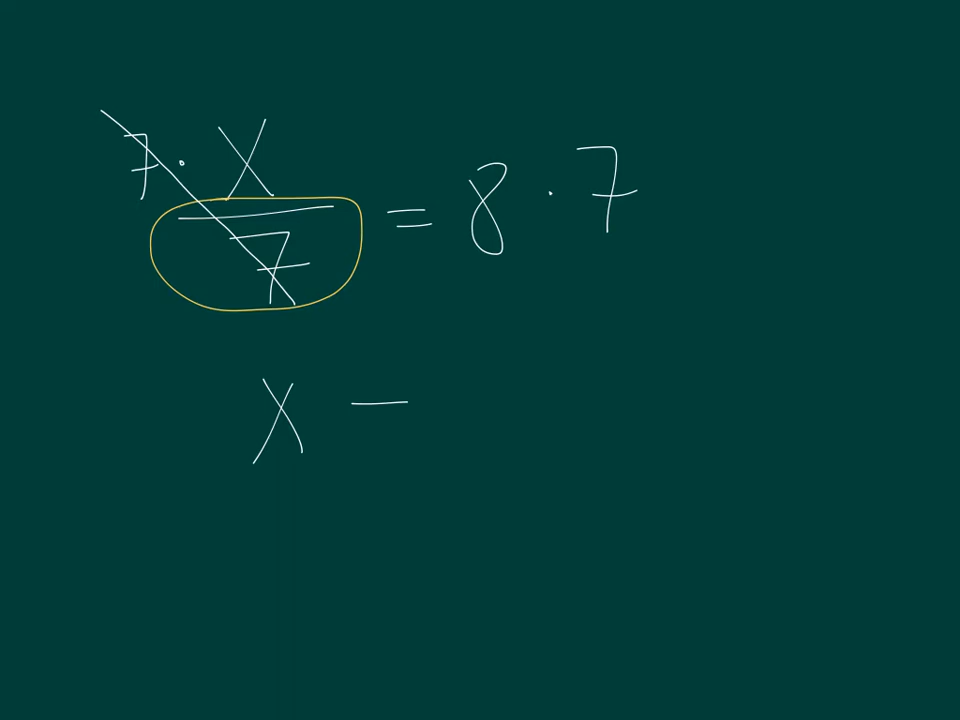 7 · x
7
= 8 · 7
x —